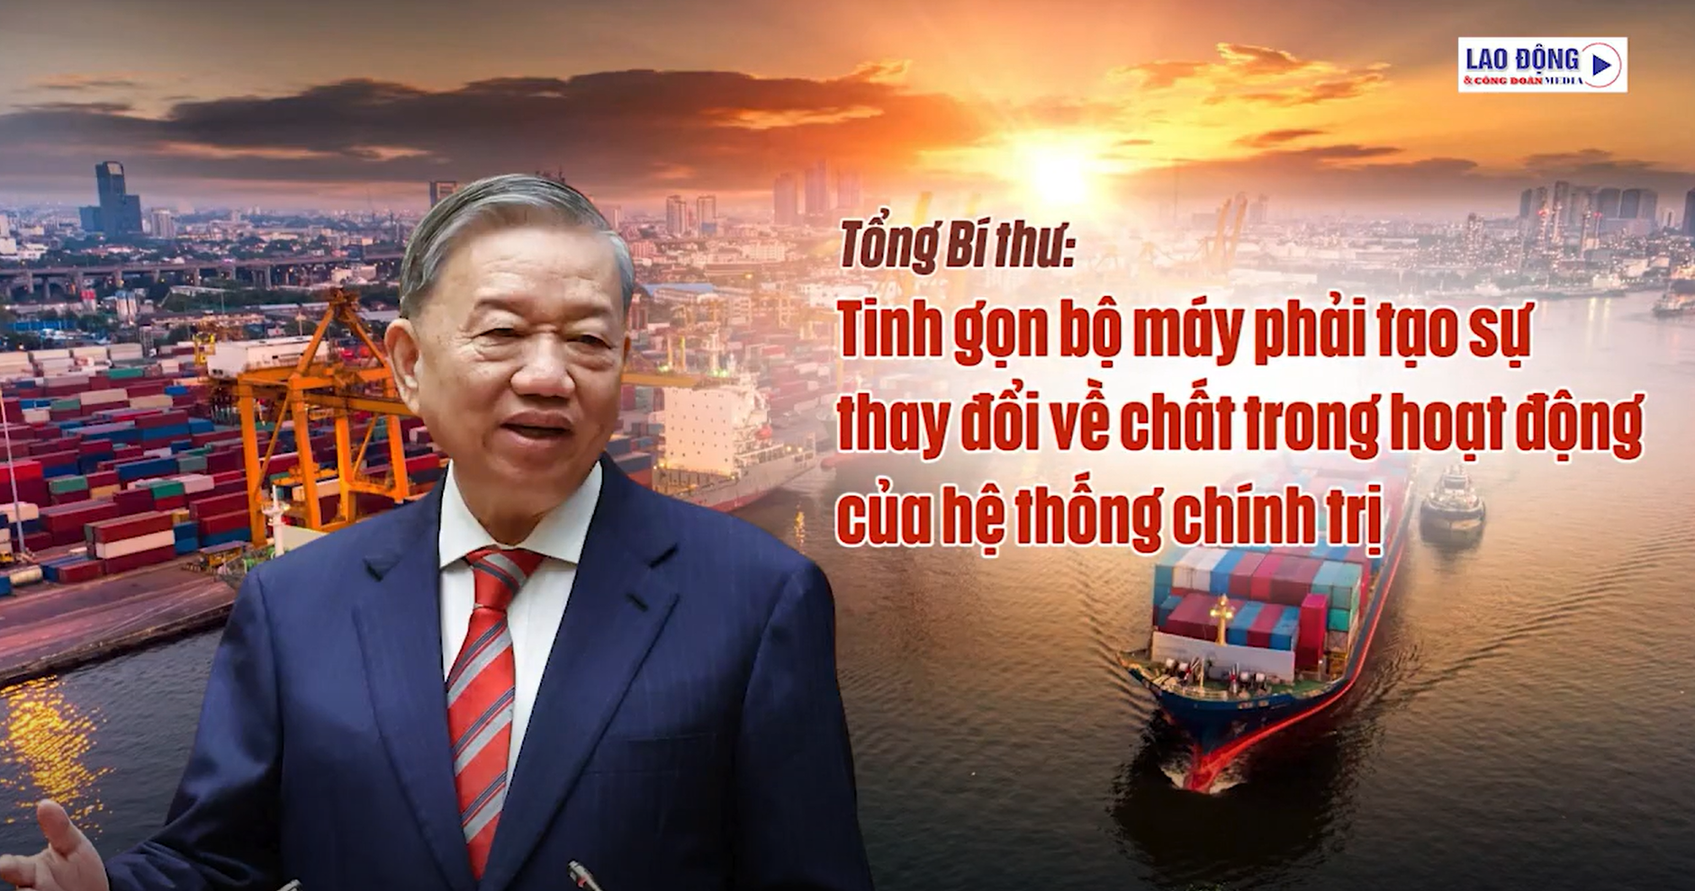 LAO ĐỘNG
& CÔNG ĐOÀN MEDIA
Tổng Bí thư:
Tinh gọn bộ máy phải tạo sự
thay đổi về chất trong hoạt động
của hệ thống chính trị